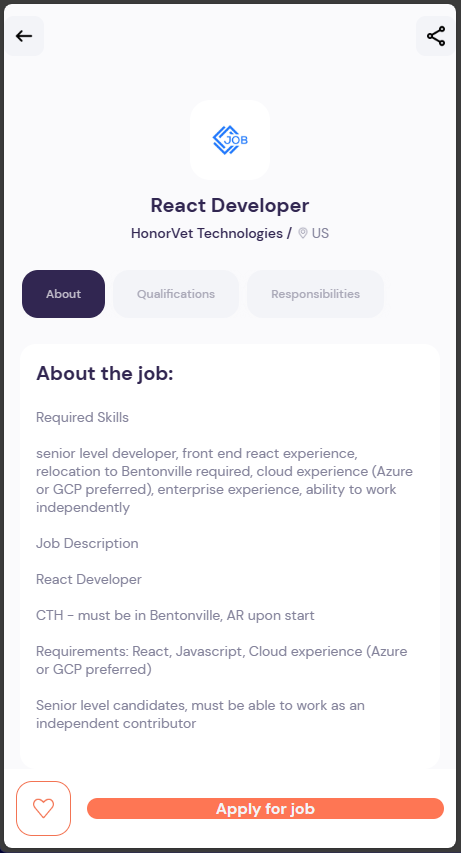 JOB
React Developer
HonorVet Technologies / US
About
Qualifications
Responsibilities
About the job:
Required Skills
senior level developer, front end react experience,
relocation to Bentonville required, cloud experience (Azure
or GCP preferred), enterprise experience, ability to work
independently
Job Description
React Developer
CTH - must be in Bentonville, AR upon start
Requirements: React, Javascript, Cloud experience (Azure
or GCP preferred)
Senior level candidates, must be able to work as an
independent contributor
Apply for job